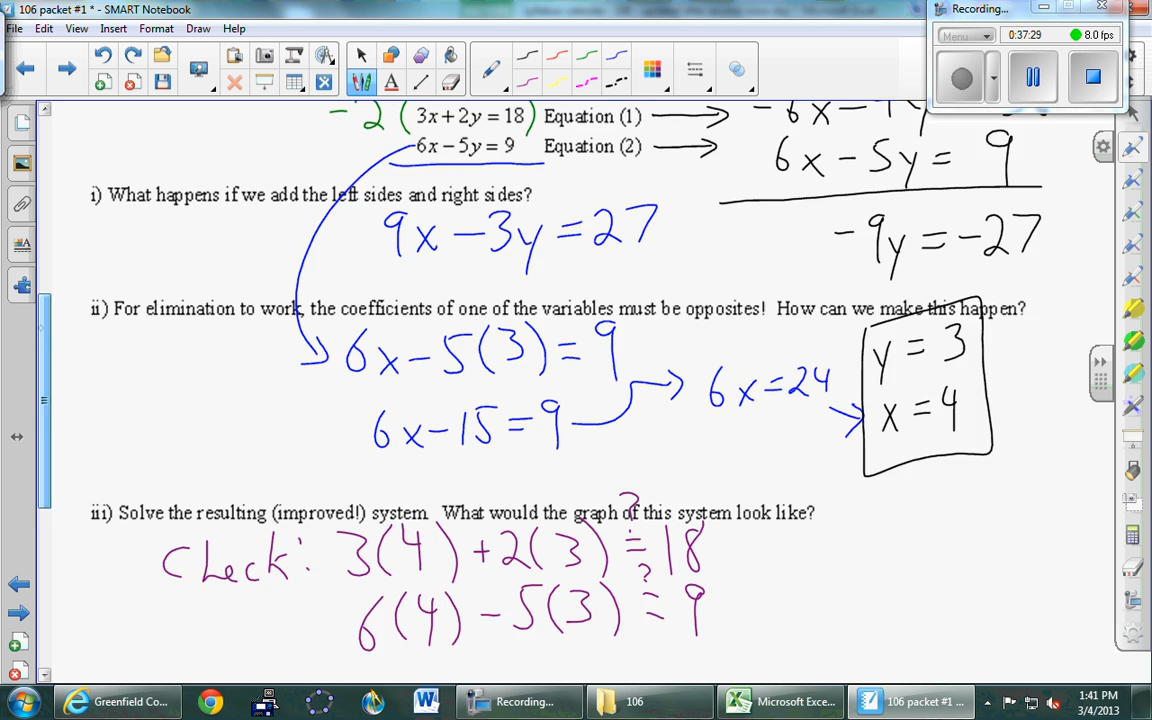 106 packet #1 * - SMART Notebook
Recording...
File Edit View Insert Format Draw Help
Menu
0:37:29
8.0 fps
-2 ( 3x + 2y = 18 ) Equation (1)
6x − 5y = 9 Equation (2)
6x - 5y = 9
i) What happens if we add the left sides and right sides?
9x - 3y = 27
-9y = -27
ii) For elimination to work, the coefficients of one of the variables must be opposites! How can we make this happen?
6x - 5(3) = 9
y = 3
6x = 24
x = 4
6x - 15 = 9
iii) Solve the resulting (improved!) system. What would the graph of this system look like?
Check: 3(4) + 2(3) ≟ 18
6(4) - 5(3) ≟ 9
Greenfield Co...
Recording...
106
Microsoft Exce...
106 packet #1 ...
1:41 PM
3/4/2013